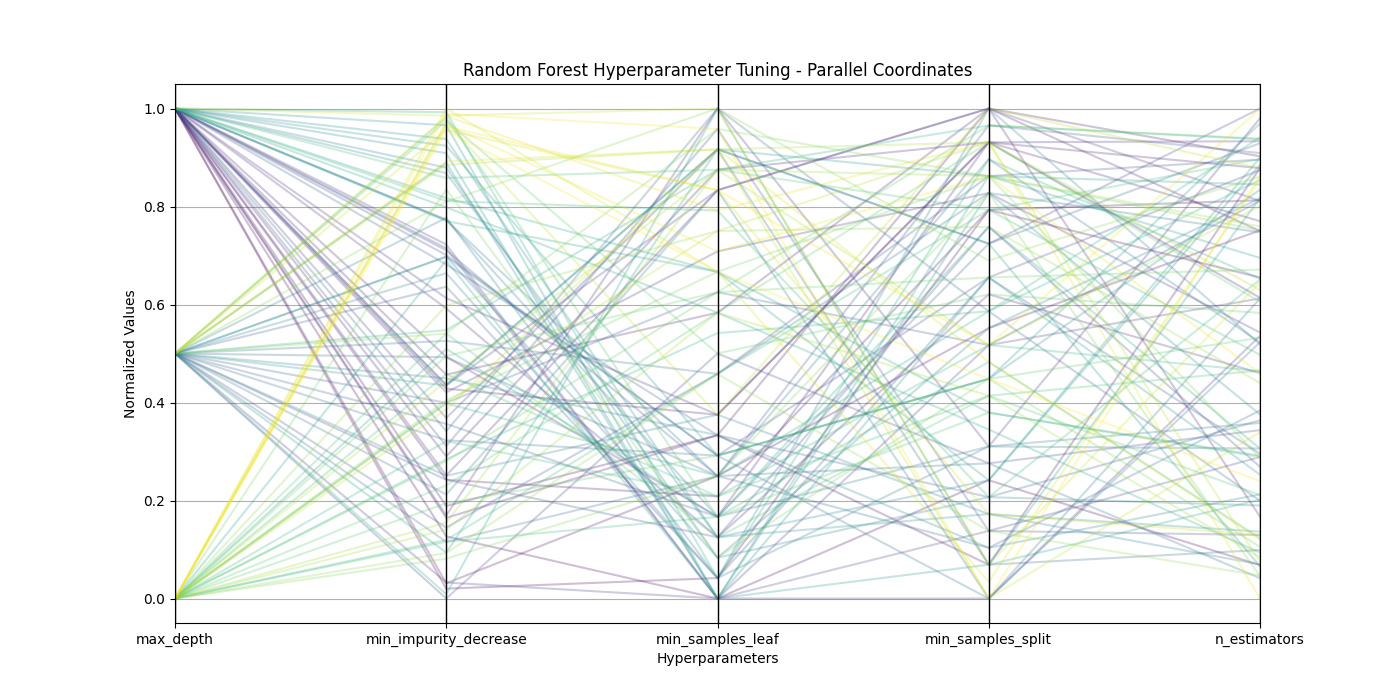 Random Forest Hyperparameter Tuning - Parallel Coordinates
1.0
0.8
0.6
0.4
0.2
0.0
Normalized Values
max_depth
min_impurity_decrease
min_samples_leaf
min_samples_split
n_estimators
Hyperparameters